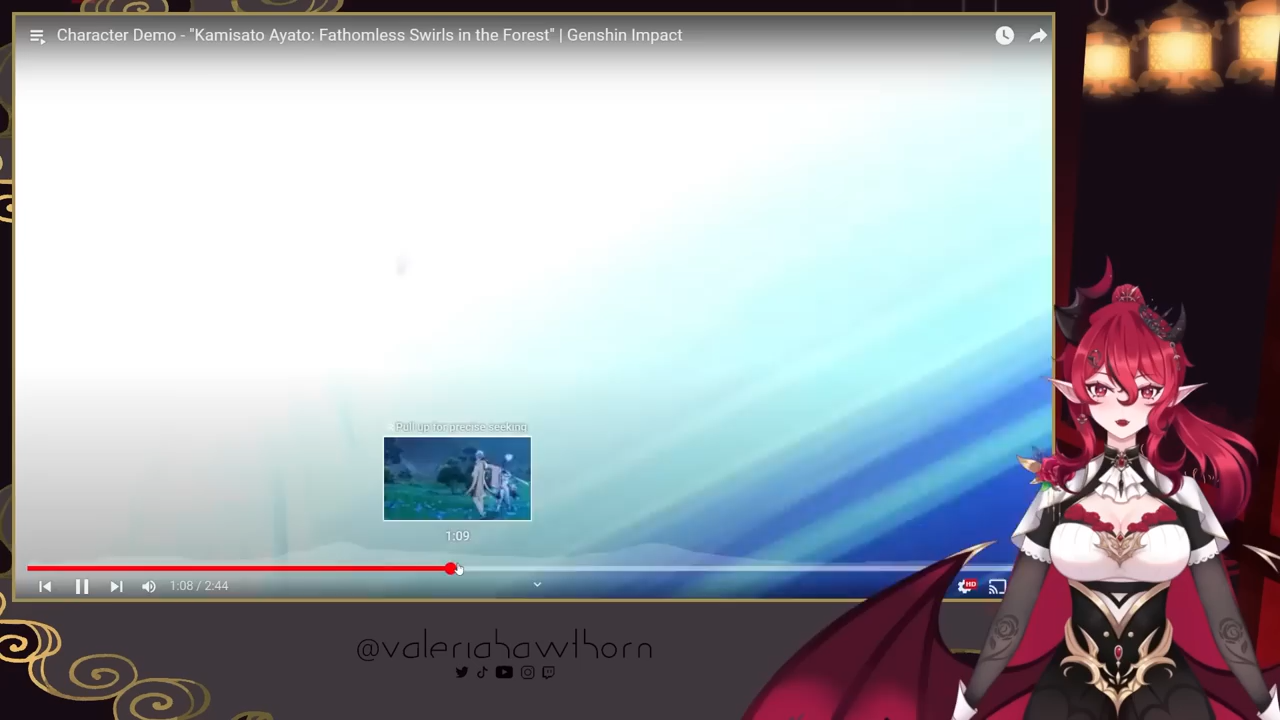 Character Demo - "Kamisato Ayato: Fathomless Swirls in the Forest" | Genshin Impact
Pull up for precise seeking
1:09
1:08 / 2:44
HD
@valeriahawthorn